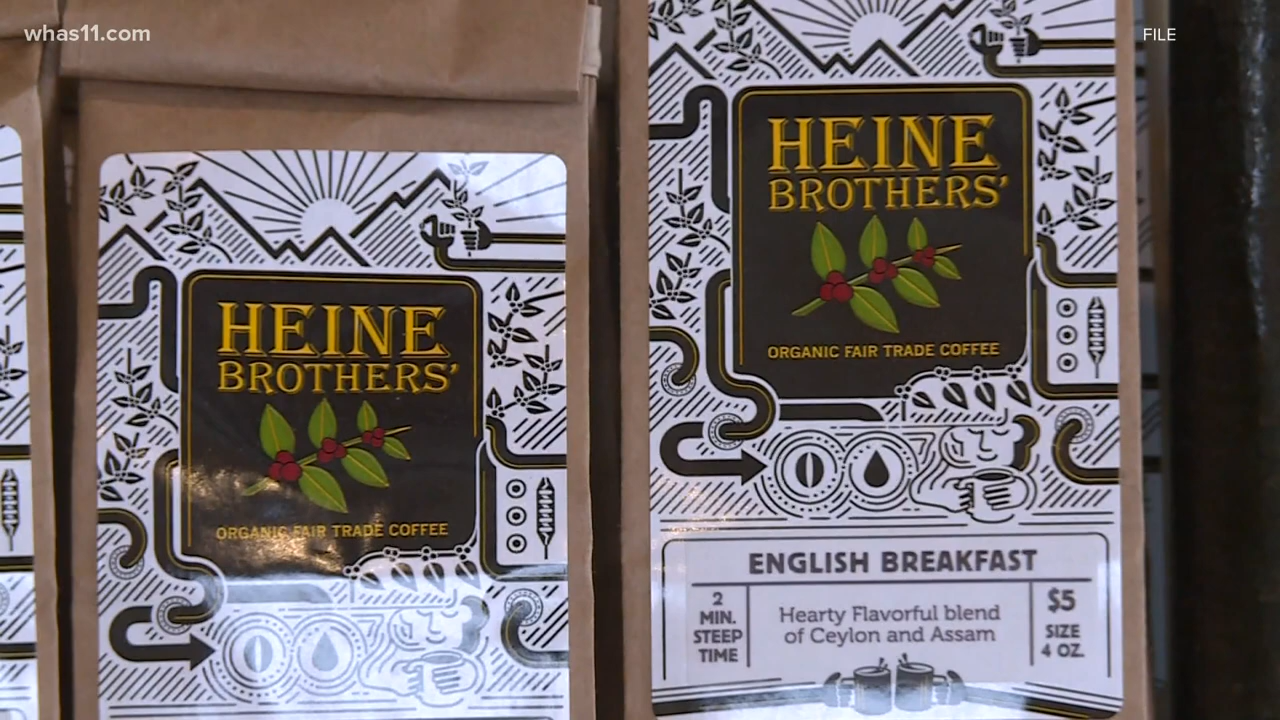 whas11.com
FILE
HEINE
BROTHERS’
ORGANIC FAIR TRADE COFFEE
HEINE
BROTHERS’
ORGANIC FAIR TRADE COFFEE
ENGLISH BREAKFAST
2
MIN.
STEEP
TIME
Hearty Flavorful blend
of Ceylon and Assam
$5
SIZE
4 OZ.